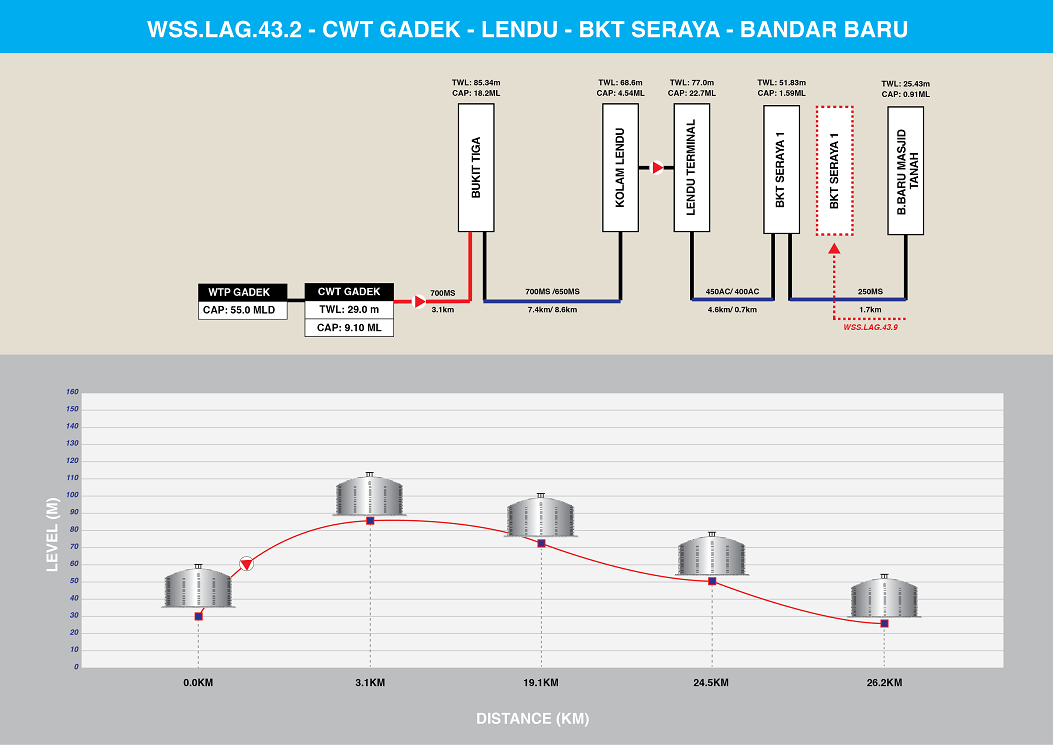 WSS.LAG.43.2 - CWT GADEK - LENDU - BKT SERAYA - BANDAR BARU
TWL: 85.34m
CAP: 18.2ML
TWL: 68.6m
CAP: 4.54ML
TWL: 77.0m
CAP: 22.7ML
TWL: 51.83m
CAP: 1.59ML
TWL: 25.43m
CAP: 0.91ML
BUKIT TIGA
KOLAM LENDU
LENDU TERMINAL
BKT SERAYA 1
BKT SERAYA 1
B.BARU MASJID
TANAH
WTP GADEK
CAP: 55.0 MLD
CWT GADEK
TWL: 29.0 m
CAP: 9.10 ML
700MS
3.1km
700MS /650MS
7.4km/ 8.6km
450AC/ 400AC
4.6km/ 0.7km
250MS
1.7km
WSS.LAG.43.9
160
150
140
130
120
110
100
90
80
70
60
50
40
30
20
10
0
LEVEL (M)
0.0KM
3.1KM
19.1KM
24.5KM
26.2KM
DISTANCE (KM)